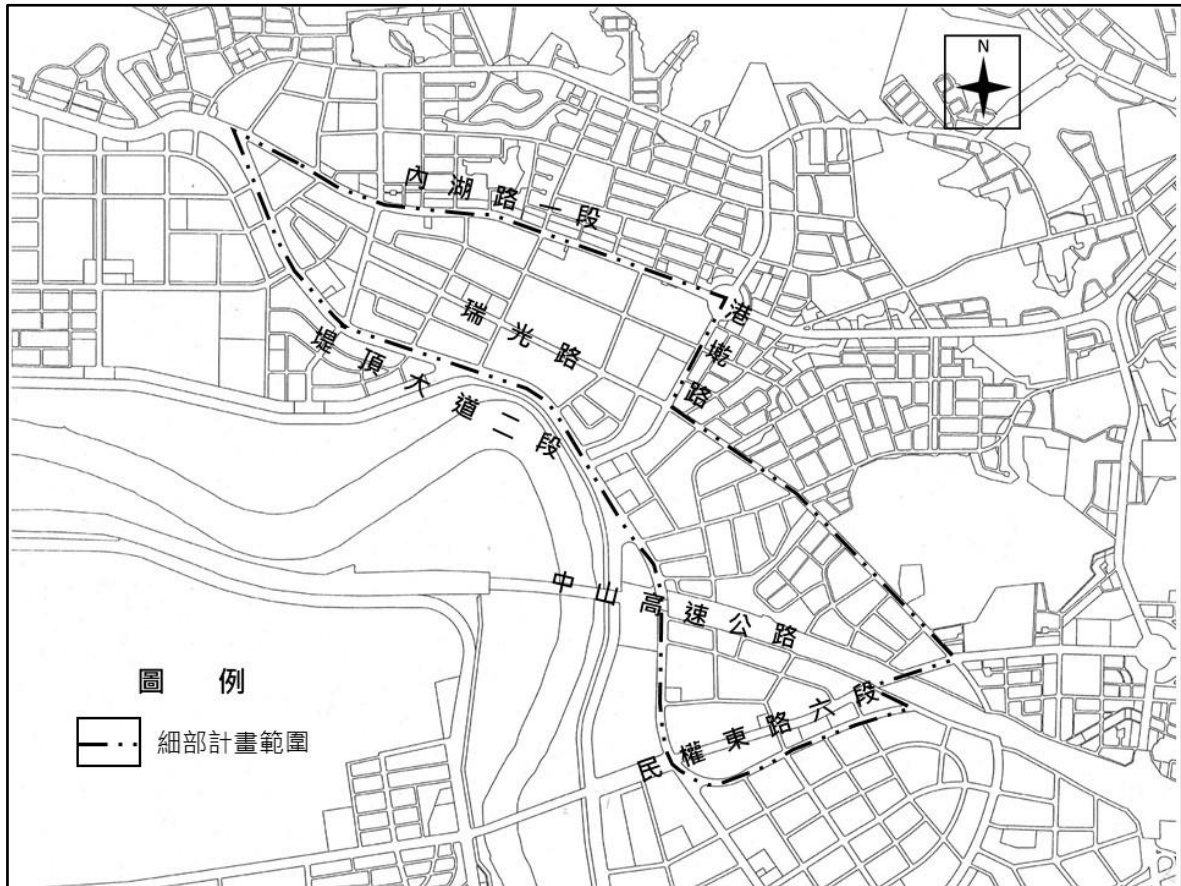 N
內湖路一段
港墘路
瑞光路
堤頂大道二段
中山高速公路
民權東路六段
圖例
細部計畫範圍